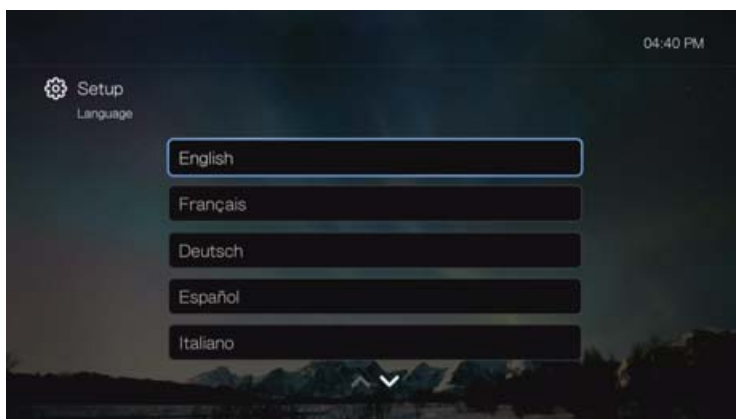 04:40 PM
Setup
Language
English
Français
Deutsch
Español
Italiano